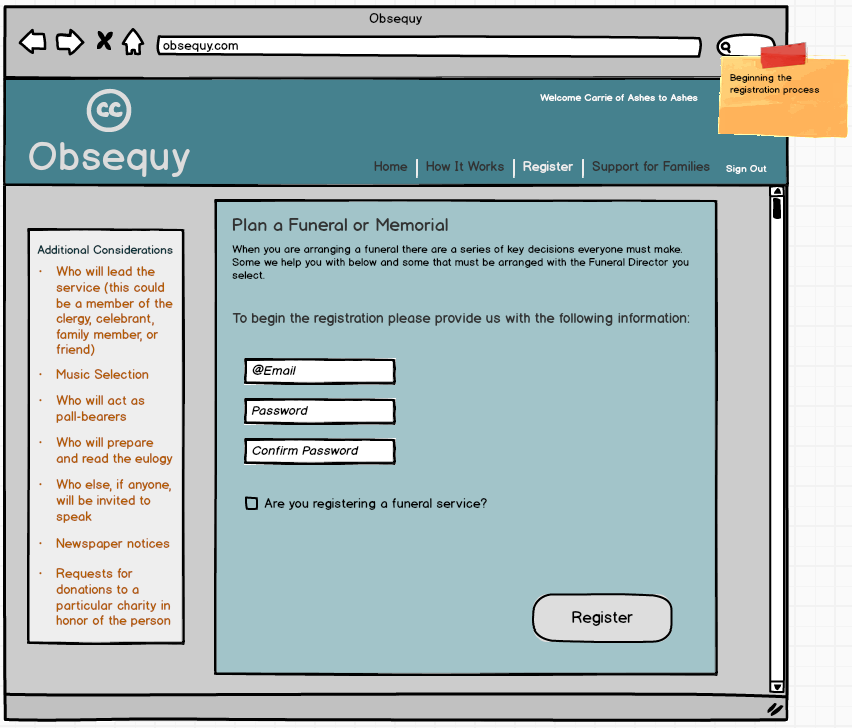 Obsequy
obsequy.com
Beginning the
registration process
Welcome Carrie of Ashes to Ashes
cc
Obsequy
Home
How It Works
Register
Support for Families
Sign Out
Additional Considerations
· Who will lead the
service (this could
be a member of the
clergy, celebrant,
family member, or
friend)
· Music Selection
· Who will act as
pall-bearers
· Who will prepare
and read the eulogy
· Who else, if anyone,
will be invited to
speak
· Newspaper notices
· Requests for
donations to a
particular charity in
honor of the person
Plan a Funeral or Memorial
When you are arranging a funeral there are a series of key decisions everyone must make.
Some we help you with below and some that must be arranged with the Funeral Director you
select.
To begin the registration please provide us with the following information:
@Email
Password
Confirm Password
Are you registering a funeral service?
Register